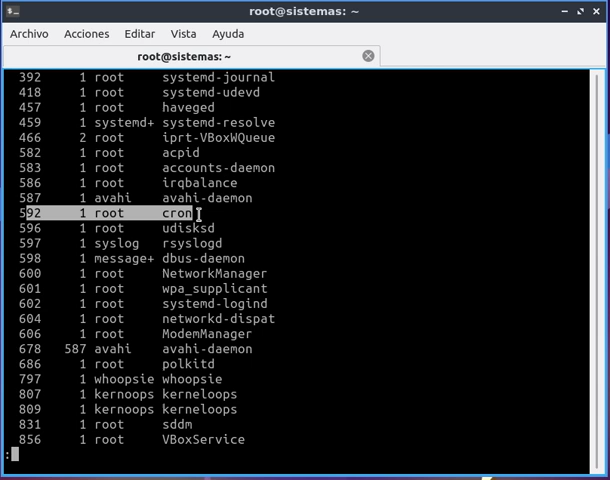 root@sistemas: ~
Archivo Acciones Editar Vista Ayuda
root@sistemas: ~
392 1 root systemd-journal
418 1 root systemd-udevd
457 1 root haveged
459 1 systemd+ systemd-resolve
466 2 root iprt-VBoxWQueue
582 1 root acpid
583 1 root accounts-daemon
586 1 root irqbalance
587 1 avahi avahi-daemon
592 1 root cron
596 1 root udisksd
597 1 syslog rsyslogd
598 1 message+ dbus-daemon
600 1 root NetworkManager
601 1 root wpa_supplicant
602 1 root systemd-logind
604 1 root networkd-dispat
606 1 root ModemManager
678 587 avahi avahi-daemon
686 1 root polkitd
797 1 whoopsie whoopsie
807 1 kernoops kerneloops
809 1 kernoops kerneloops
831 1 root sddm
856 1 root VBoxService
: